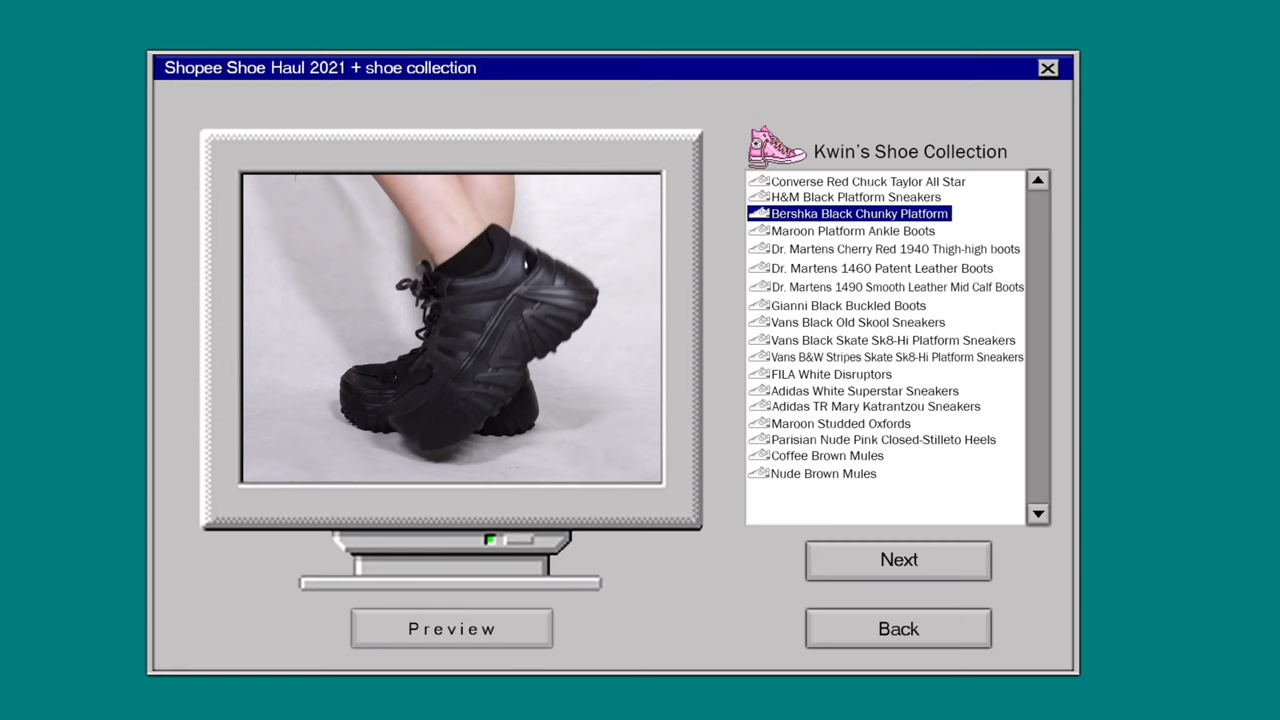 Shopee Shoe Haul 2021 + shoe collection
Kwin's Shoe Collection
Converse Red Chuck Taylor All Star
H&M Black Platform Sneakers
Bershka Black Chunky Platform
Maroon Platform Ankle Boots
Dr. Martens Cherry Red 1940 Thigh-high boots
Dr. Martens 1460 Patent Leather Boots
Dr. Martens 1490 Smooth Leather Mid Calf Boots
Gianni Black Buckled Boots
Vans Black Old Skool Sneakers
Vans Black Skate Sk8-Hi Platform Sneakers
Vans B&W Stripes Skate Sk8-Hi Platform Sneakers
FILA White Disruptors
Adidas White Superstar Sneakers
Adidas TR Mary Katrantzou Sneakers
Maroon Studded Oxfords
Parisian Nude Pink Closed-Stilleto Heels
Coffee Brown Mules
Nude Brown Mules
Next
Preview
Back